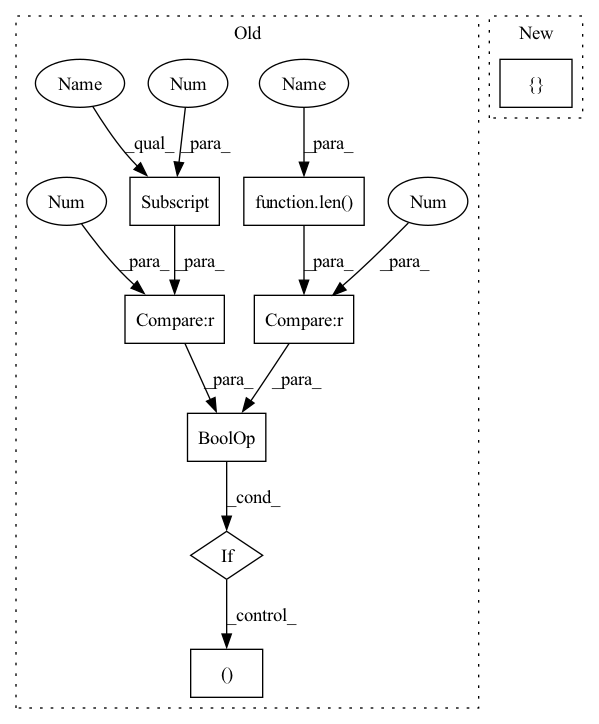 Old
New
Name
Num
Name
{}
_qual_
_para_
_para_
Num
Subscript
function.len()
Num
_para_
_para_
_para_
_para_
Compare:r
Compare:r
_para_
_para_
BoolOp
_cond_
If
_control_
()